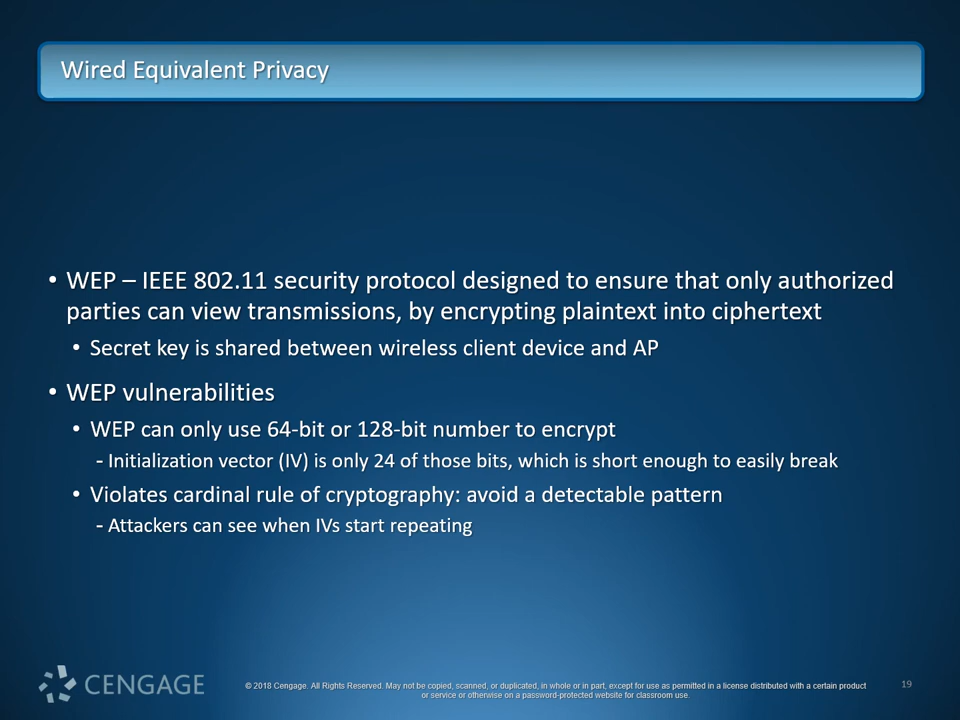 Wired Equivalent Privacy
• WEP – IEEE 802.11 security protocol designed to ensure that only authorized
parties can view transmissions, by encrypting plaintext into ciphertext
• Secret key is shared between wireless client device and AP
• WEP vulnerabilities
• WEP can only use 64-bit or 128-bit number to encrypt
- Initialization vector (IV) is only 24 of those bits, which is short enough to easily break
• Violates cardinal rule of cryptography: avoid a detectable pattern
- Attackers can see when IVs start repeating
CENGAGE
© 2018 Cengage. All Rights Reserved. May not be copied, scanned, or duplicated, in whole or in part, except for use as permitted in a license distributed with a certain product
or service or otherwise on a password-protected website for classroom use.
19